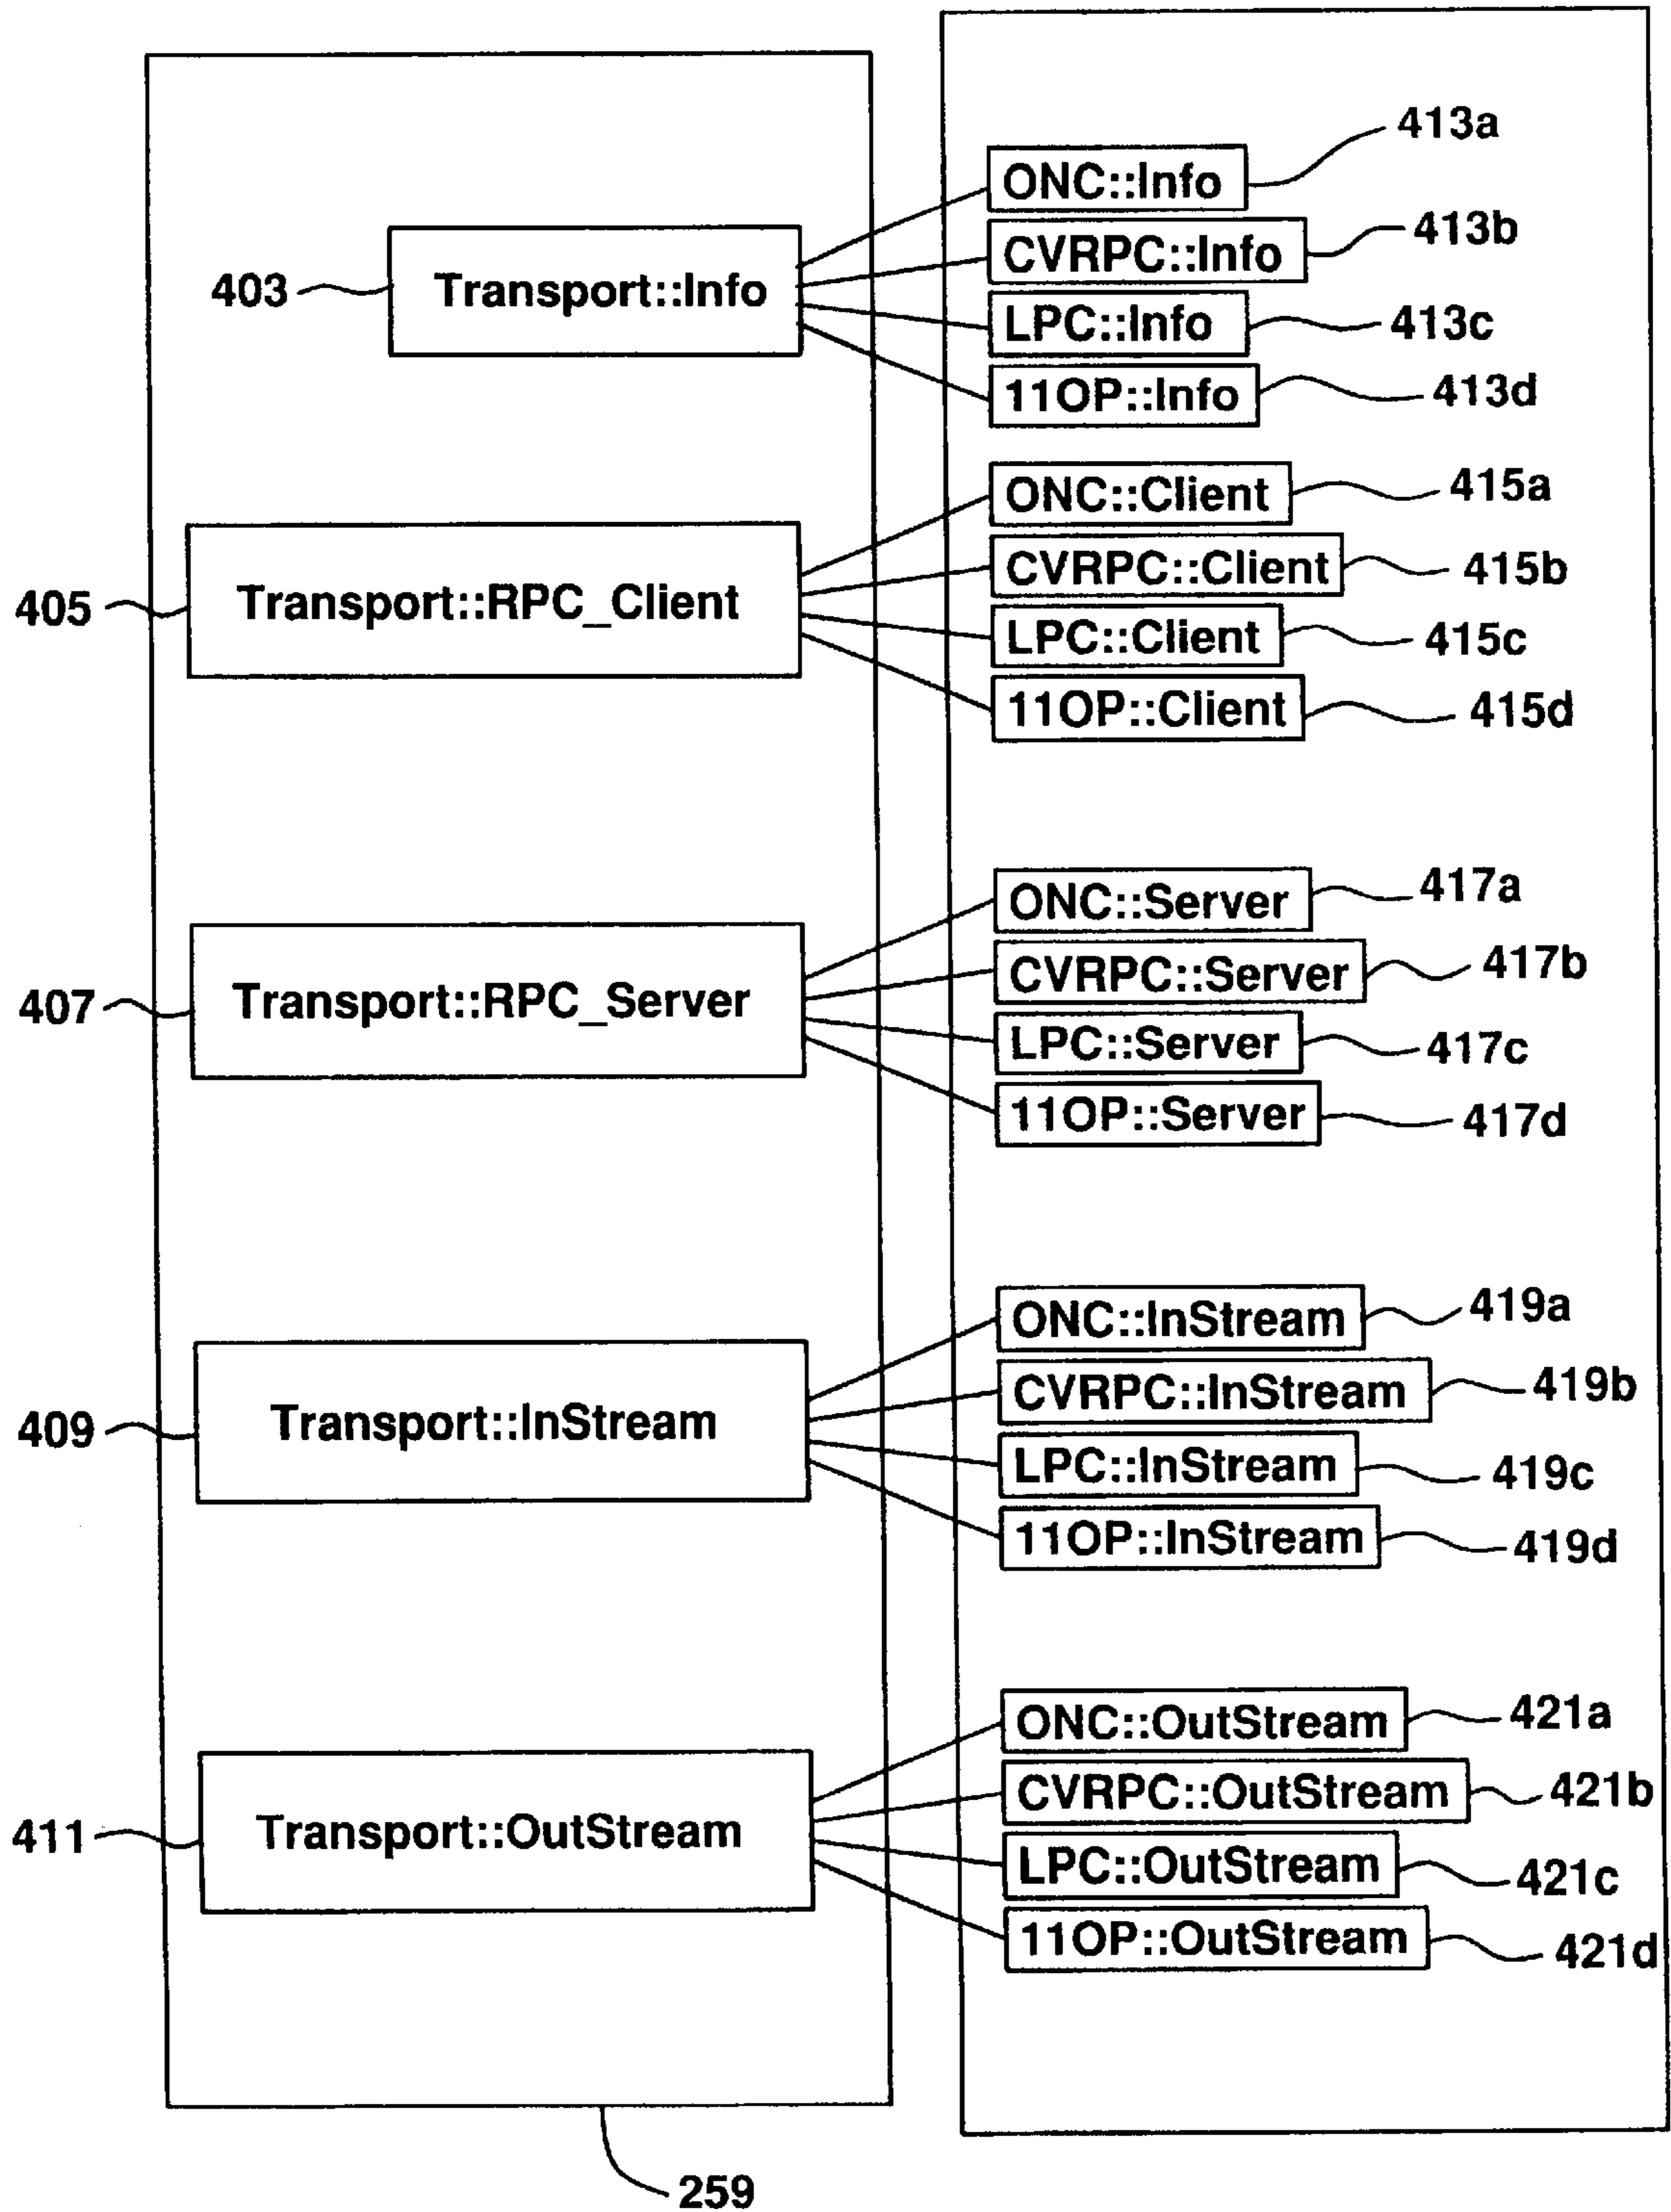 413a
ONC::Info
413b
CVRPC::Info
403
Transport::Info
LPC::Info
413c
11OP::Info
413d
ONC::Client
415a
CVRPC::Client
415b
405
Transport::RPC_Client
LPC::Client
415c
11OP::Client
415d
ONC::Server
417a
CVRPC::Server
417b
407
Transport::RPC_Server
LPC::Server
417c
11OP::Server
417d
ONC::InStream
419a
CVRPC::InStream
419b
409
Transport::InStream
LPC::InStream
419c
11OP::InStream
419d
ONC::OutStream
421a
CVRPC::OutStream
421b
411
Transport::OutStream
LPC::OutStream
421c
11OP::OutStream
421d
259